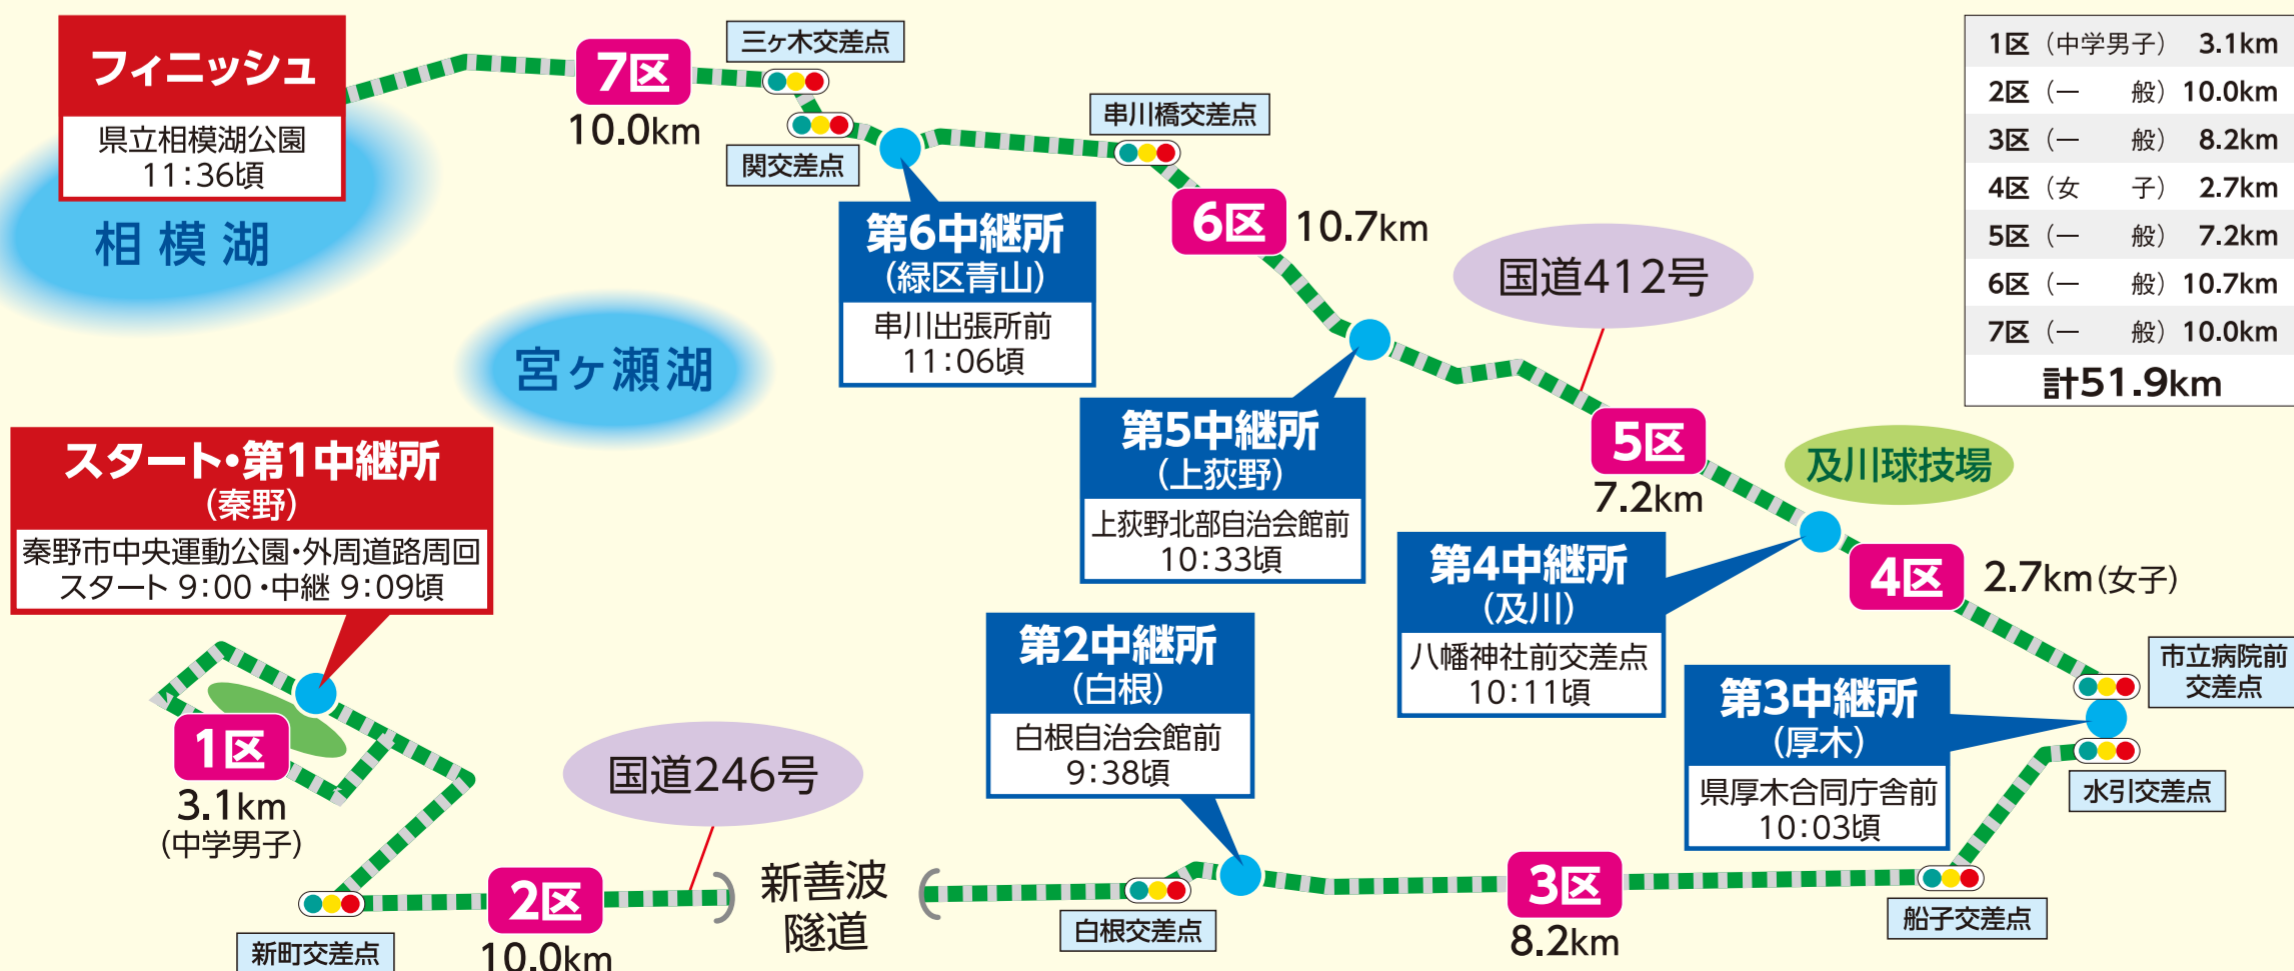 フィニッシュ
県立相模湖公園
11:36頃
相模湖
7区
10.0km
三ヶ木交差点
関交差点
串川橋交差点
第6中継所
(緑区青山)
串川出張所前
11:06頃
6区
10.7km
国道412号
宮ヶ瀬湖
1区(中学男子) 3.1km
2区(一般)10.0km
3区(一般) 8.2km
4区(女子) 2.7km
5区(一般) 7.2km
6区(一般)10.7km
7区(一般)10.0km
計51.9km
第5中継所
(上荻野)
上荻野北部自治会館前
10:33頃
5区
7.2km
及川球技場
スタート・第1中継所
(秦野)
秦野市中央運動公園・外周道路周回
スタート 9:00・中継 9:09頃
第4中継所
(及川)
八幡神社前交差点
10:11頃
4区
2.7km(女子)
市立病院前
交差点
第2中継所
(白根)
白根自治会館前
9:38頃
第3中継所
(厚木)
県厚木合同庁舎前
10:03頃
水引交差点
1区
3.1km
(中学男子)
国道246号
2区
10.0km
新町交差点
新善波
隧道
白根交差点
3区
8.2km
船子交差点